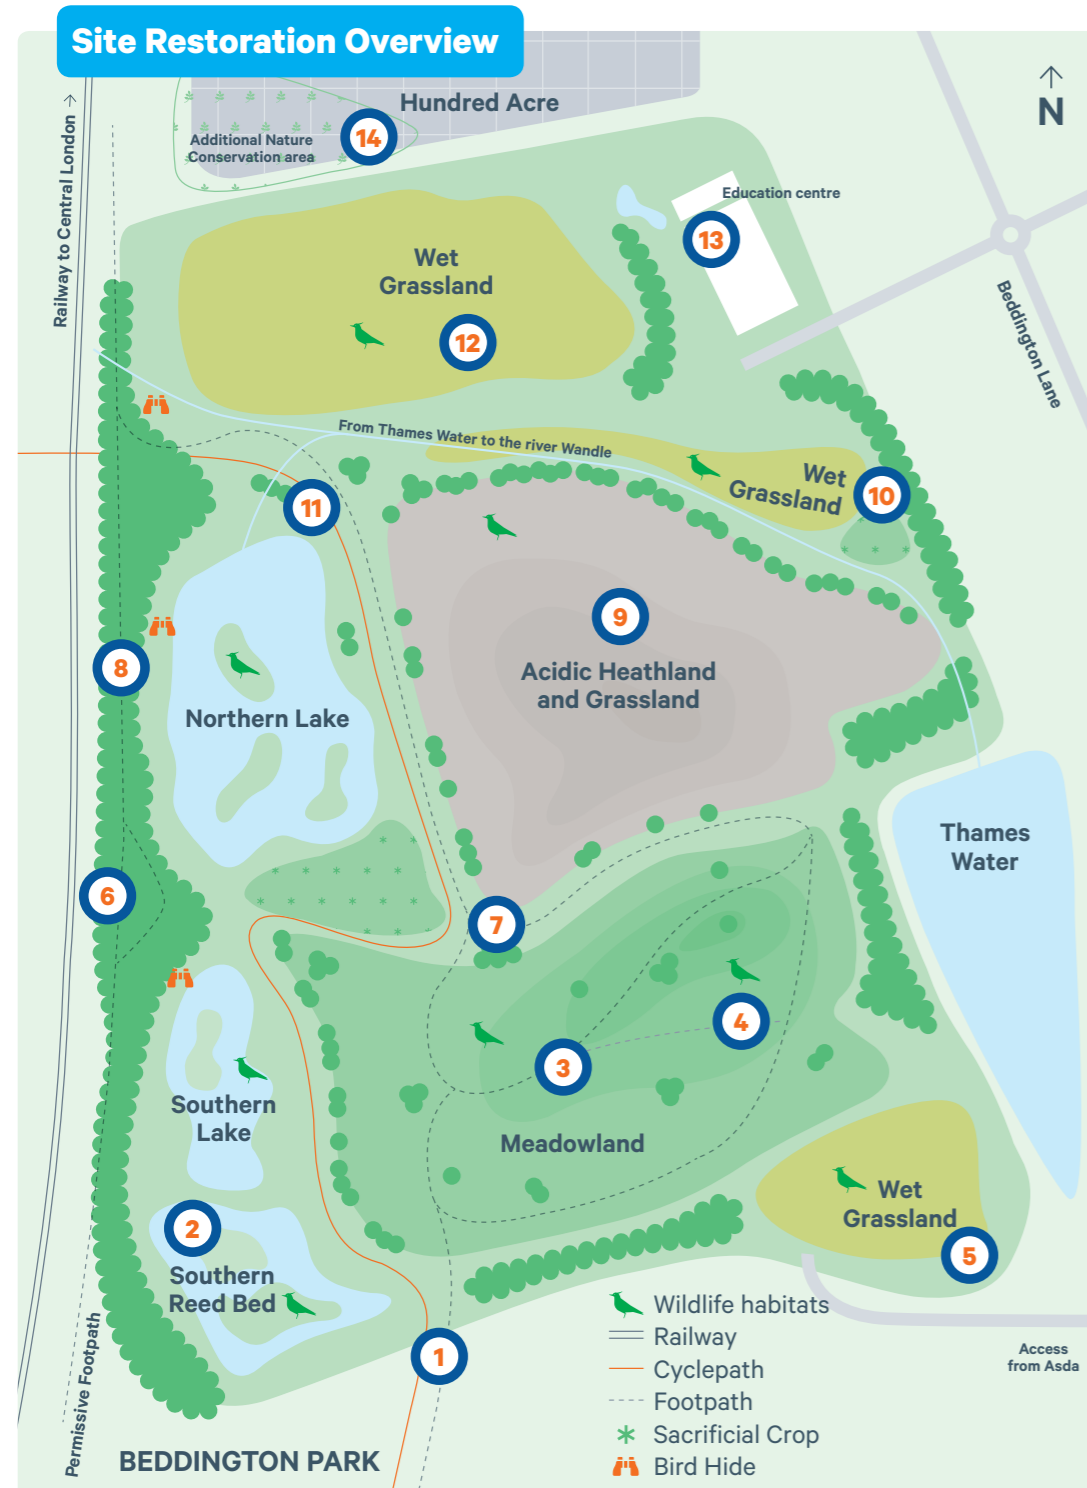 Site Restoration Overview
Railway to Central London →
Hundred Acre
14
Additional Nature
Conservation area
N
Education centre
13
Wet
Grassland
12
Beddington Lane
From Thames Water to the river Wandle
Wet
Grassland
10
11
9
Acidic Heathland
and Grassland
8
Northern Lake
Thames
Water
6
7
4
3
Southern
Lake
Meadowland
Wet
Grassland
5
2
Southern
Reed Bed
1
Permissive Footpath
Wildlife habitats
Railway
Cyclepath
Footpath
Sacrificial Crop
Bird Hide
Access
from Asda
BEDDINGTON PARK